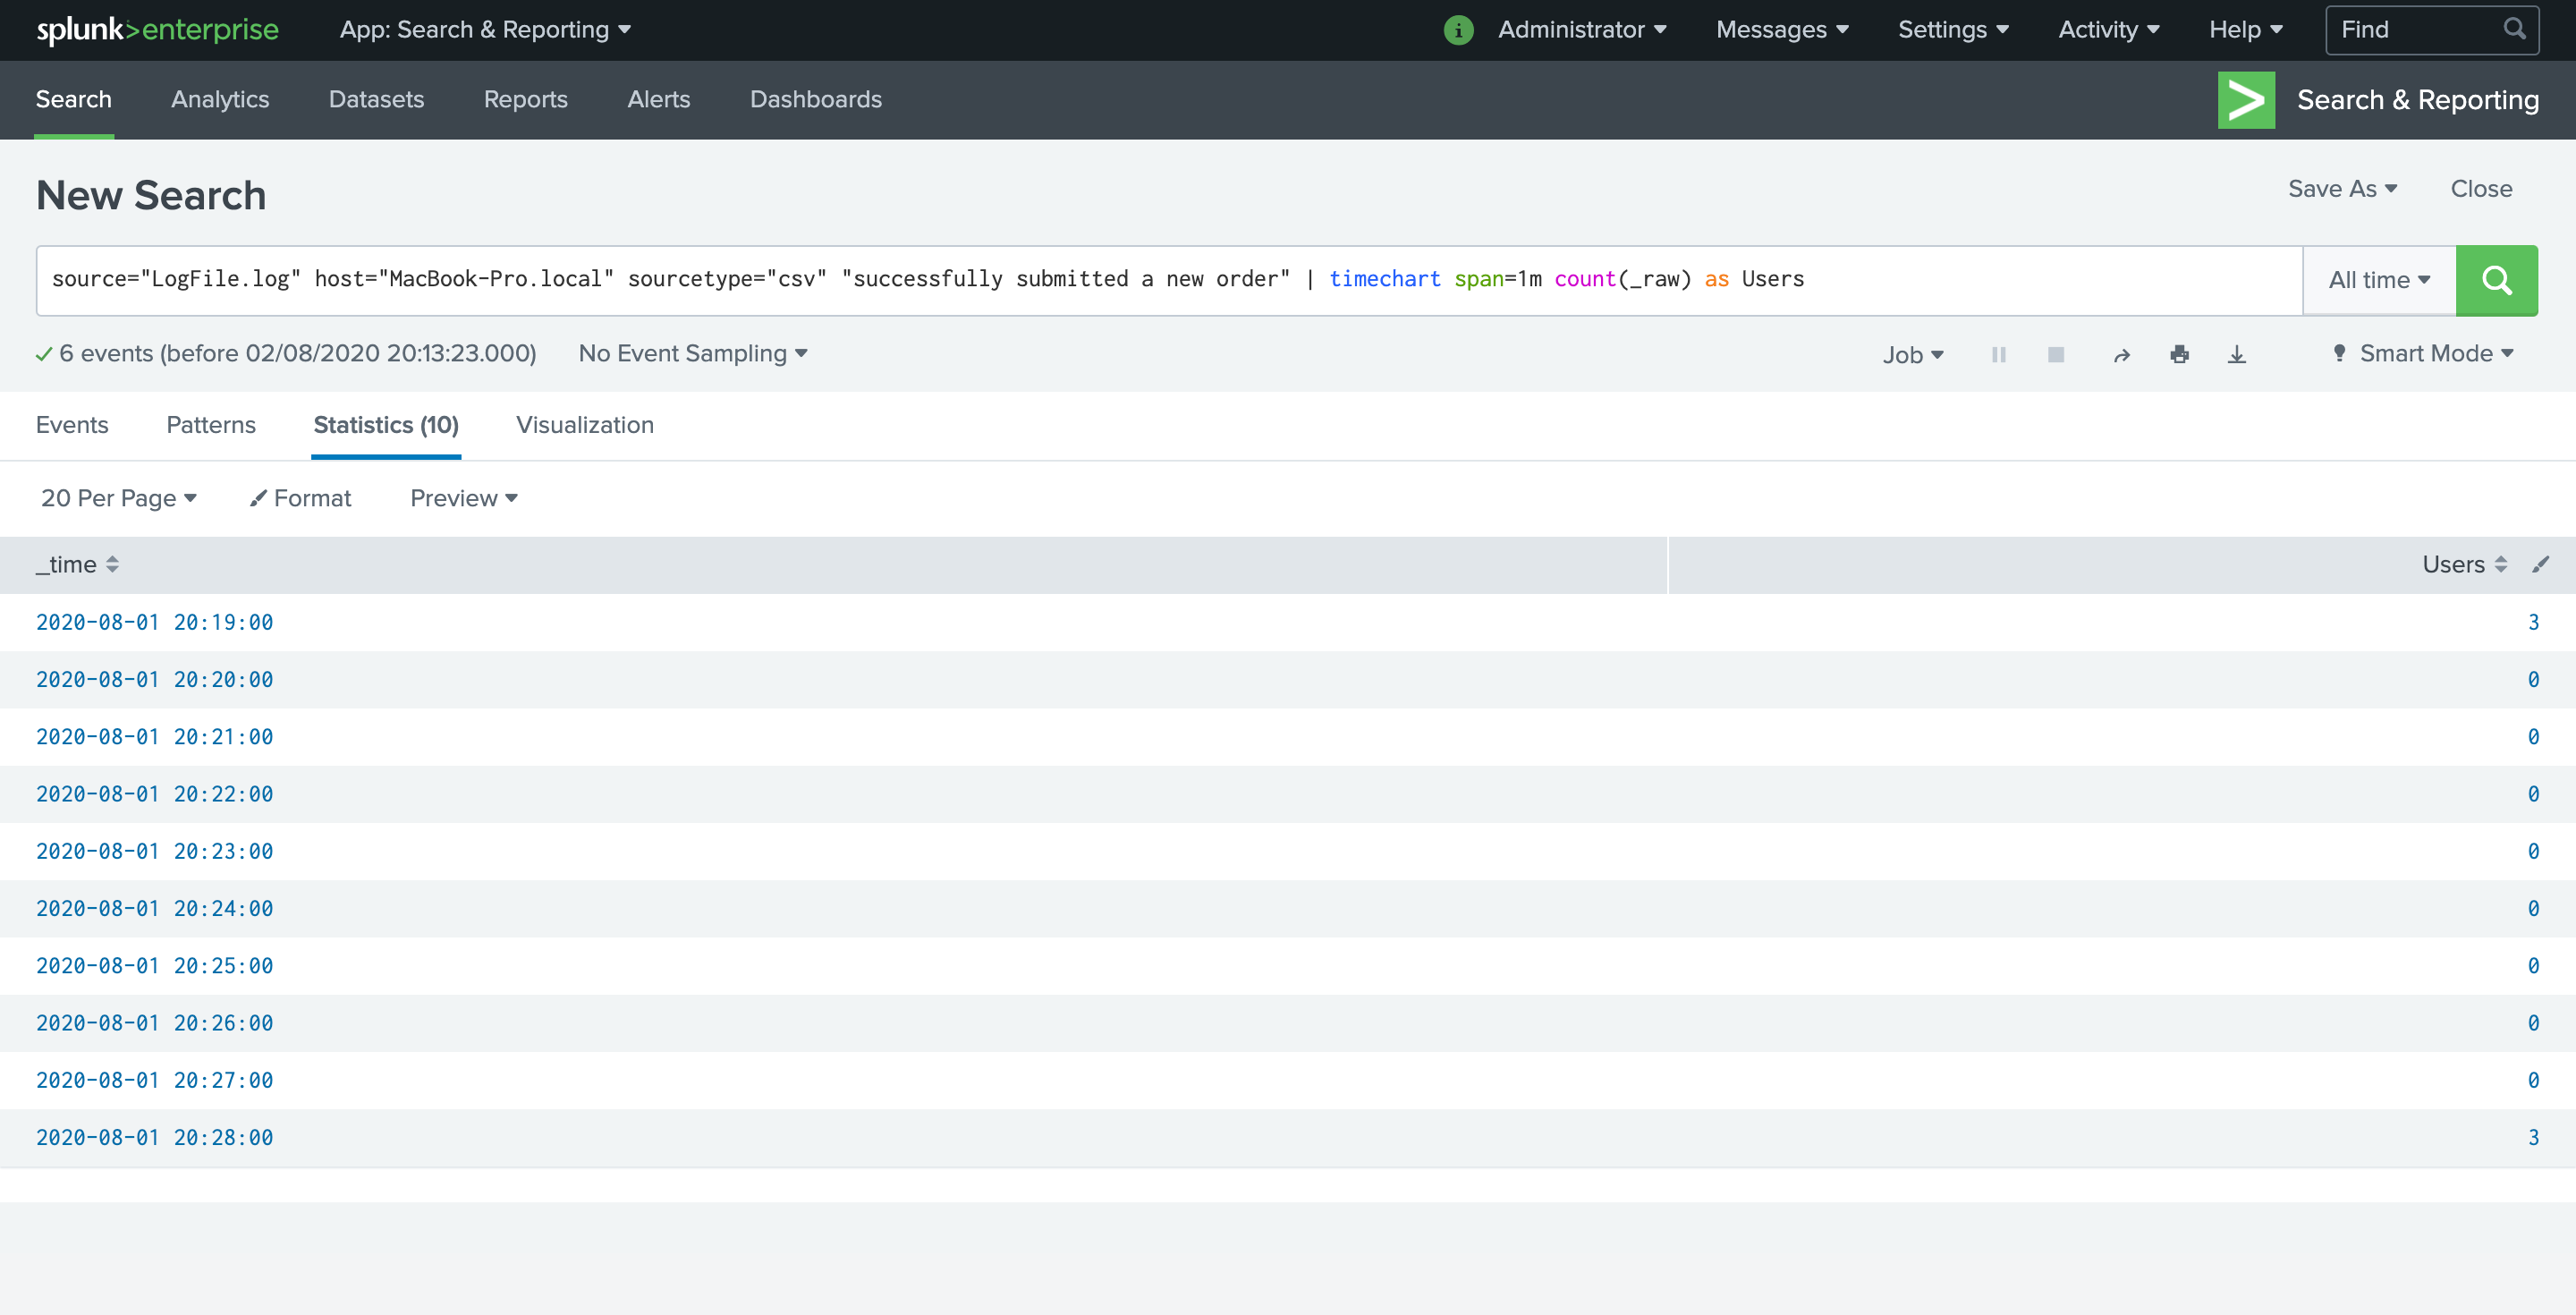 splunk>enterprise App: Search & Reporting i Administrator Messages Settings Activity Help Find
Search Analytics Datasets Reports Alerts Dashboards Search & Reporting
New Search Save As Close
source="LogFile.log" host="MacBook-Pro.local" sourcetype="csv" "successfully submitted a new order" | timechart span=1m count(_raw) as Users All time
6 events (before 02/08/2020 20:13:23.000) No Event Sampling Job Smart Mode
Events Patterns Statistics (10) Visualization
20 Per Page Format Preview
_time Users
2020-08-01 20:19:00 3
2020-08-01 20:20:00 0
2020-08-01 20:21:00 0
2020-08-01 20:22:00 0
2020-08-01 20:23:00 0
2020-08-01 20:24:00 0
2020-08-01 20:25:00 0
2020-08-01 20:26:00 0
2020-08-01 20:27:00 0
2020-08-01 20:28:00 3